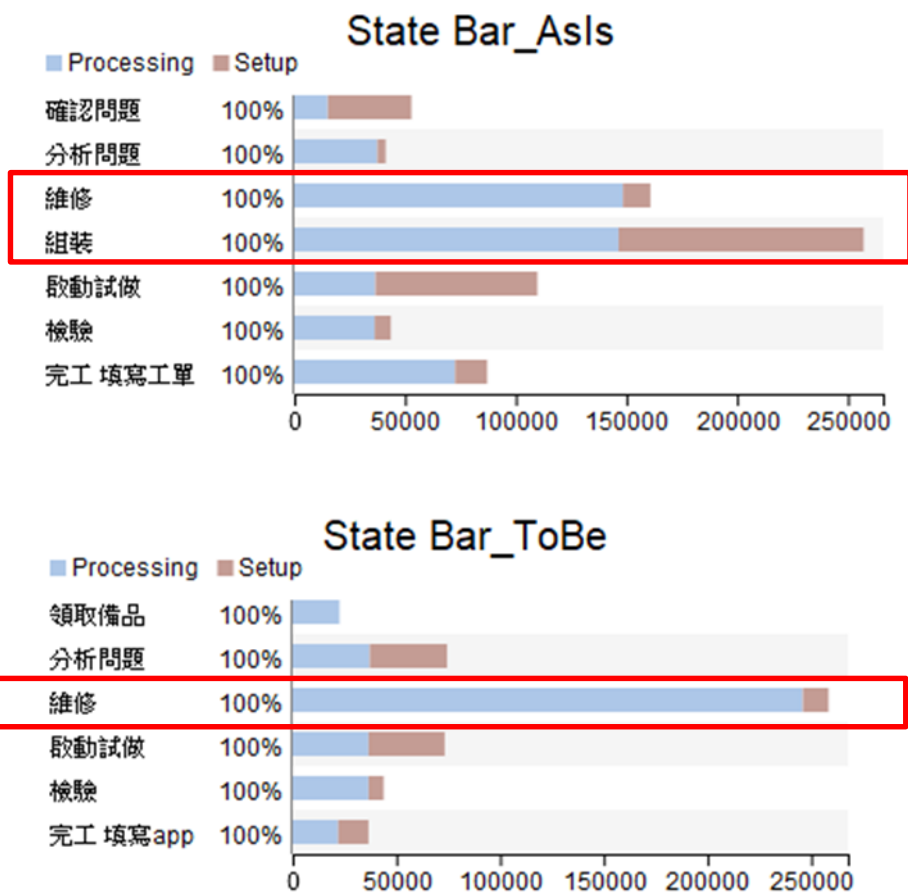 State Bar_AsIs
Processing Setup
確認問題 100%
分析問題 100%
維修 100%
組裝 100%
啟動試做 100%
檢驗 100%
完工 填寫工單 100%
0 50000 100000 150000 200000 250000
State Bar_ToBe
Processing Setup
領取備品 100%
分析問題 100%
維修 100%
啟動試做 100%
檢驗 100%
完工 填寫app 100%
0 50000 100000 150000 200000 250000